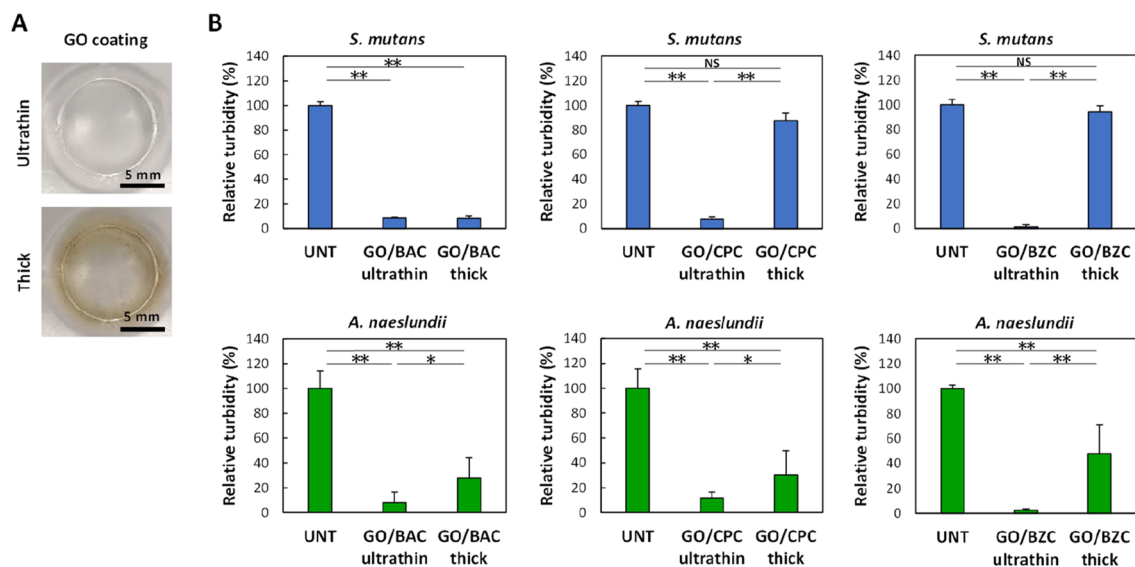 A
GO coating
Ultrathin
5 mm
Thick
5 mm
B
S. mutans
Relative turbidity (%)
140
120
100
80
60
40
20
0
**
**
UNT
GO/BAC
ultrathin
GO/BAC
thick
S. mutans
Relative turbidity (%)
140
120
100
80
60
40
20
0
NS
**
**
UNT
GO/CPC
ultrathin
GO/CPC
thick
S. mutans
Relative turbidity (%)
140
120
100
80
60
40
20
0
NS
**
**
UNT
GO/BZC
ultrathin
GO/BZC
thick
A. naeslundii
Relative turbidity (%)
140
120
100
80
60
40
20
0
**
**
*
UNT
GO/BAC
ultrathin
GO/BAC
thick
A. naeslundii
Relative turbidity (%)
140
120
100
80
60
40
20
0
**
**
*
UNT
GO/CPC
ultrathin
GO/CPC
thick
A. naeslundii
Relative turbidity (%)
140
120
100
80
60
40
20
0
**
**
**
UNT
GO/BZC
ultrathin
GO/BZC
thick